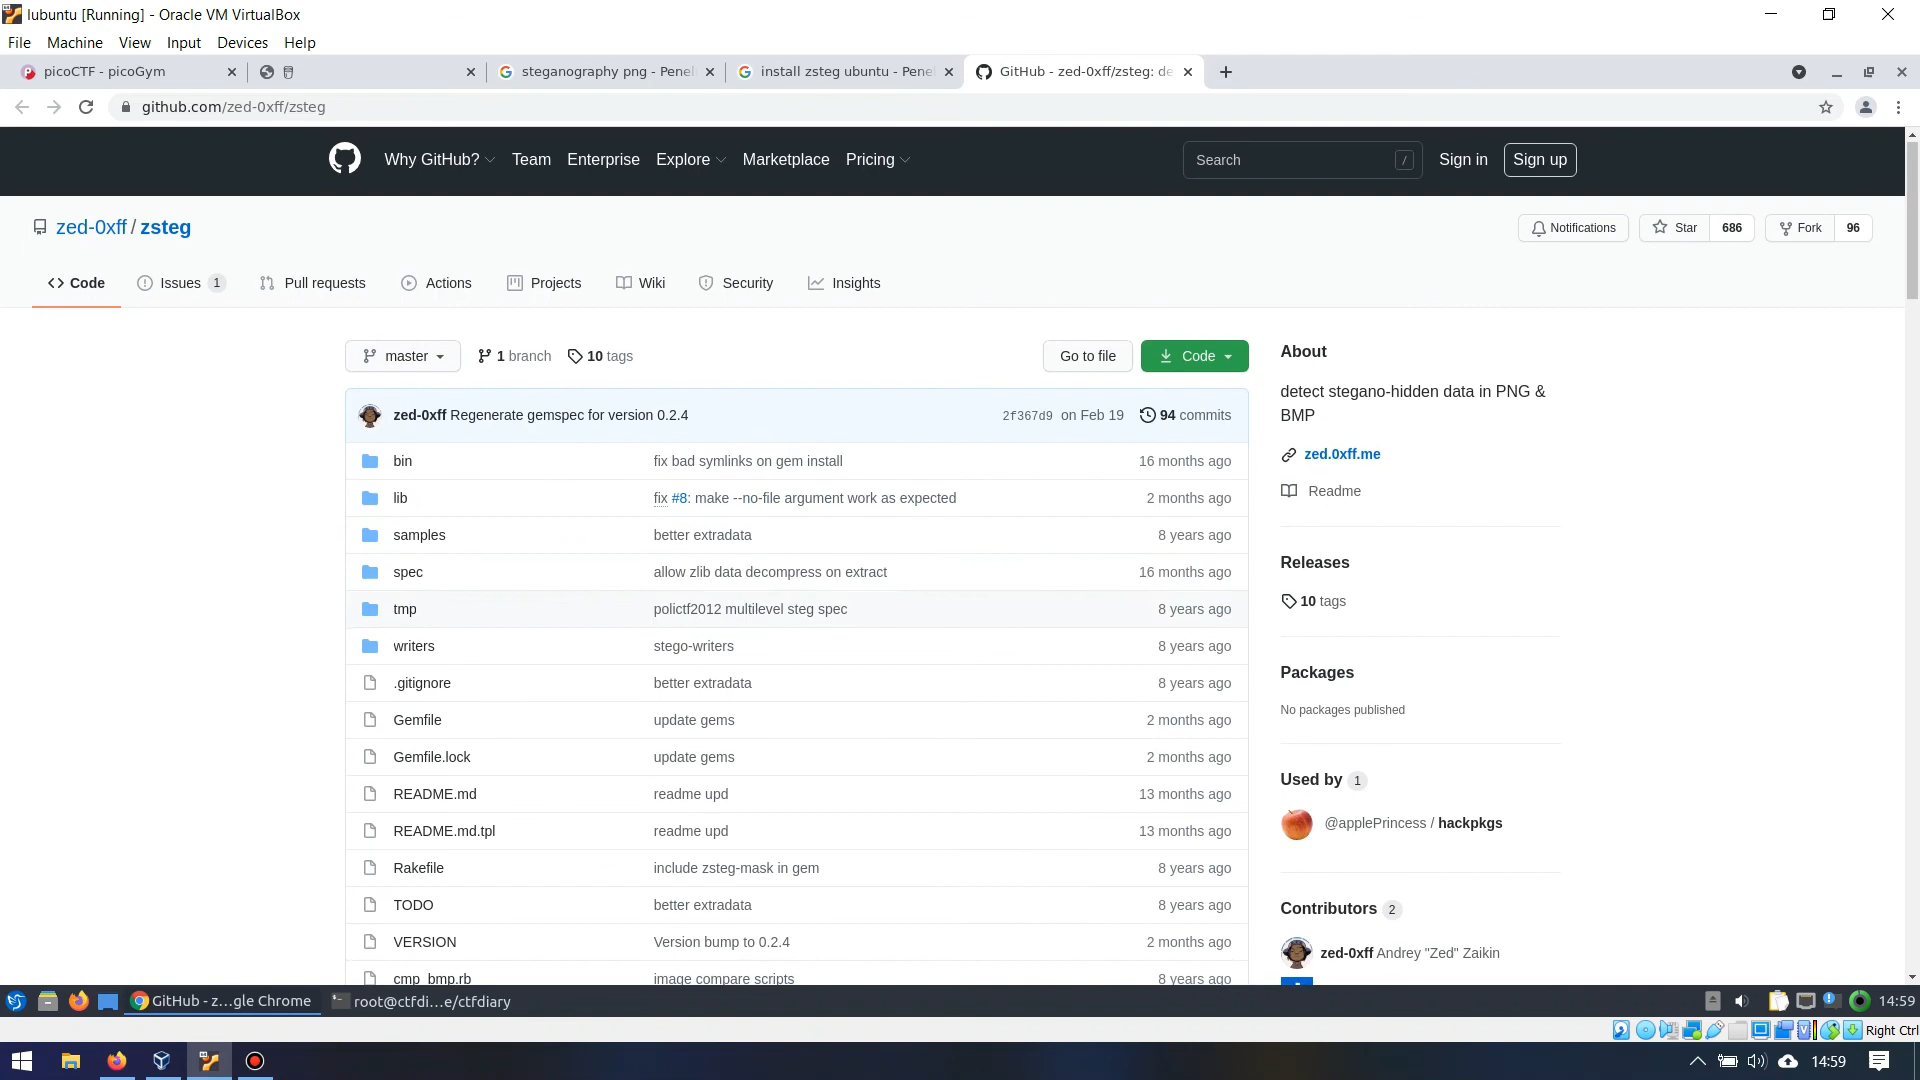 lubuntu [Running] - Oracle VM VirtualBox
File Machine View Input Devices Help
picoCTF - picoGym
steganography png - Penel
install zsteg ubuntu - Penel
GitHub - zed-0xff/zsteg: de
github.com/zed-0xff/zsteg
Why GitHub? Team Enterprise Explore Marketplace Pricing
Search /
Sign in Sign up
zed-0xff / zsteg
Notifications Star 686 Fork 96
Code Issues 1 Pull requests Actions Projects Wiki Security Insights
master 1 branch 10 tags Go to file Code
zed-0xff Regenerate gemspec for version 0.2.4 2f367d9 on Feb 19 94 commits
bin fix bad symlinks on gem install 16 months ago
lib fix #8: make --no-file argument work as expected 2 months ago
samples better extradata 8 years ago
spec allow zlib data decompress on extract 16 months ago
tmp polictf2012 multilevel steg spec 8 years ago
writers stego-writers 8 years ago
.gitignore better extradata 8 years ago
Gemfile update gems 2 months ago
Gemfile.lock update gems 2 months ago
README.md readme upd 13 months ago
README.md.tpl readme upd 13 months ago
Rakefile include zsteg-mask in gem 8 years ago
TODO better extradata 8 years ago
VERSION Version bump to 0.2.4 2 months ago
cmp_bmp.rb image compare scripts 8 years ago
About
detect stegano-hidden data in PNG &
BMP
zed.0xff.me
Readme
Releases
10 tags
Packages
No packages published
Used by 1
@applePrincess / hackpkgs
Contributors 2
zed-0xff Andrey "Zed" Zaikin
GitHub - z...gle Chrome
root@ctfdi...e/ctfdiary
14:59
Right Ctrl
14:59